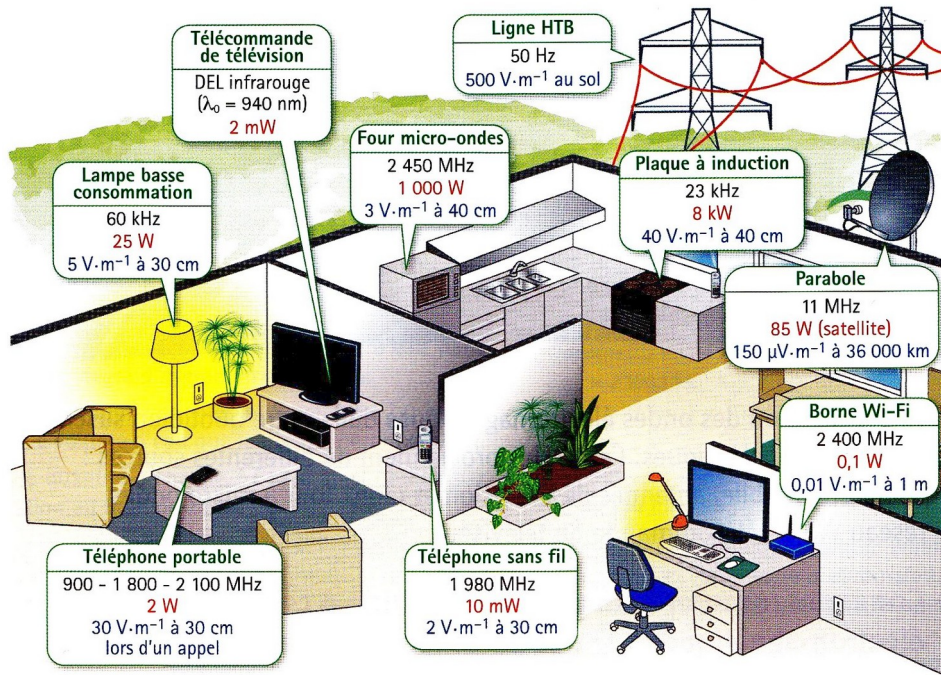 Télécommande
de télévision
DEL infrarouge
(λ₀ = 940 nm)
2 mW
Ligne HTB
50 Hz
500 V·m⁻¹ au sol
Four micro-ondes
2 450 MHz
1 000 W
3 V·m⁻¹ à 40 cm
Plaque à induction
23 kHz
8 kW
40 V·m⁻¹ à 40 cm
Lampe basse
consommation
60 kHz
25 W
5 V·m⁻¹ à 30 cm
Parabole
11 MHz
85 W (satellite)
150 µV·m⁻¹ à 36 000 km
Borne Wi-Fi
2 400 MHz
0,1 W
0,01 V·m⁻¹ à 1 m
Téléphone portable
900 – 1 800 – 2 100 MHz
2 W
30 V·m⁻¹ à 30 cm
lors d'un appel
Téléphone sans fil
1 980 MHz
10 mW
2 V·m⁻¹ à 30 cm